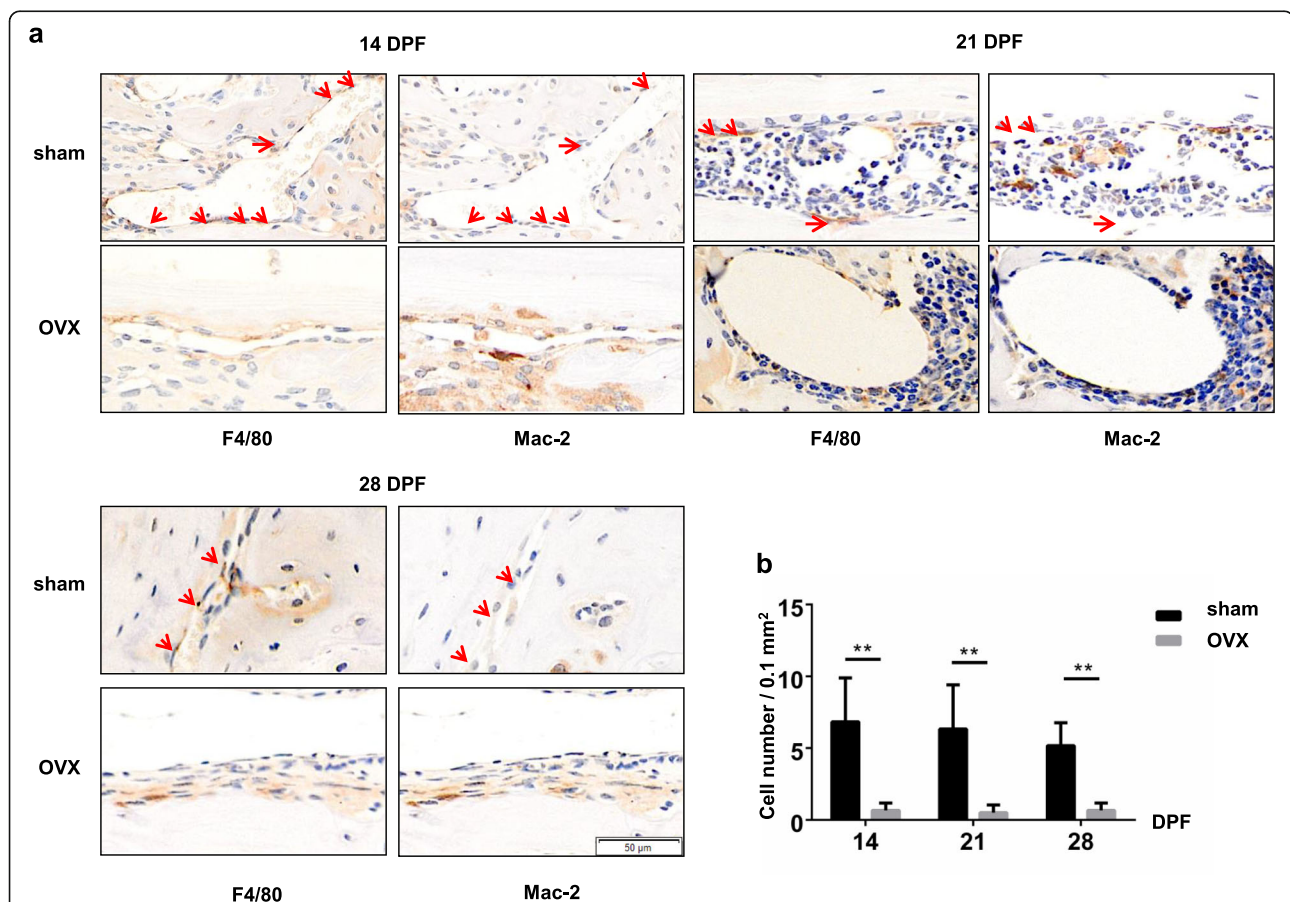 a
14 DPF
21 DPF
sham
OVX
F4/80
Mac-2
F4/80
Mac-2
28 DPF
sham
OVX
50 µm
F4/80
Mac-2
b
Cell number / 0.1 mm²
15
10
5
0
**
**
**
sham
OVX
14
21
28
DPF